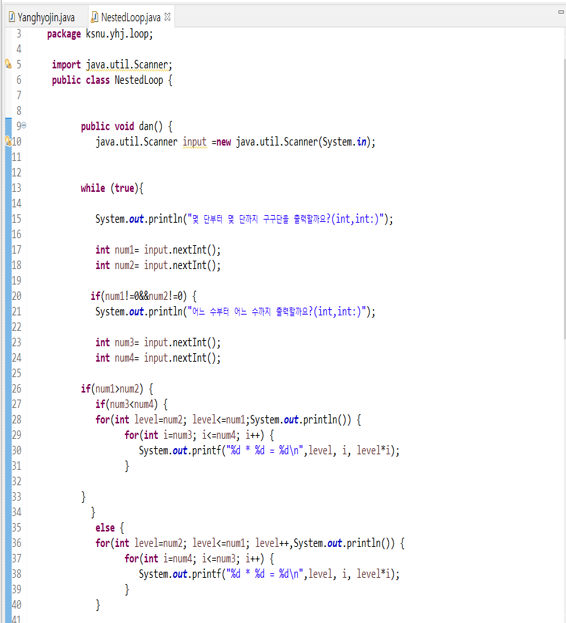 Yanghyojin.java NestedLoop.java
3 package ksnu.yhj.loop;
4
5 import java.util.Scanner;
6 public class NestedLoop {
7
8
9 public void dan() {
10 java.util.Scanner input =new java.util.Scanner(System.in);
11
12
13 while (true){
14
15 System.out.println("몇 단부터 몇 단까지 구구단을 출력할까요?(int,int:)");
16
17 int num1= input.nextInt();
18 int num2= input.nextInt();
19
20 if(num1!=0&&num2!=0) {
21 System.out.println("어느 수부터 어느 수까지 출력할까요?(int,int:)");
22
23 int num3= input.nextInt();
24 int num4= input.nextInt();
25
26 if(num1>num2) {
27 if(num3<num4) {
28 for(int level=num2; level<=num1;System.out.println()) {
29 for(int i=num3; i<=num4; i++) {
30 System.out.printf("%d * %d = %d\n",level, i, level*i);
31 }
32
33 }
34 }
35 else {
36 for(int level=num2; level<=num1; level++,System.out.println()) {
37 for(int i=num4; i<=num3; i++) {
38 System.out.printf("%d * %d = %d\n",level, i, level*i);
39 }
40 }
41